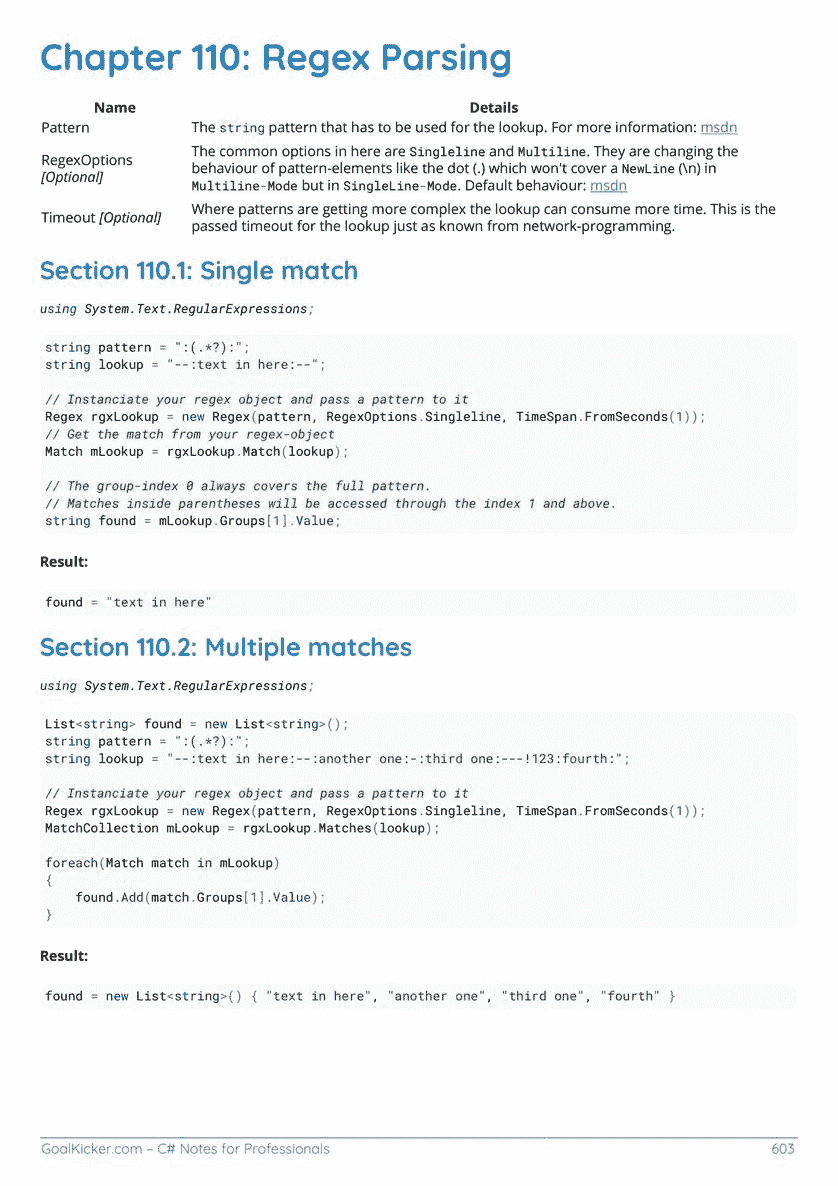 Chapter 110: Regex Parsing
Name Details
Pattern The string pattern that has to be used for the lookup. For more information: msdn
RegexOptions
[Optional]
The common options in here are Singleline and Multiline. They are changing the
behaviour of pattern-elements like the dot (.) which won't cover a NewLine (\n) in
Multiline-Mode but in SingleLine-Mode. Default behaviour: msdn
Timeout [Optional]
Where patterns are getting more complex the lookup can consume more time. This is the
passed timeout for the lookup just as known from network-programming.
Section 110.1: Single match
using System.Text.RegularExpressions;
string pattern = ":(.*?):";
string lookup = "--:text in here:--";
// Instanciate your regex object and pass a pattern to it
Regex rgxLookup = new Regex(pattern, RegexOptions.Singleline, TimeSpan.FromSeconds(1));
// Get the match from your regex-object
Match mLookup = rgxLookup.Match(lookup);
// The group-index 0 always covers the full pattern.
// Matches inside parentheses will be accessed through the index 1 and above.
string found = mLookup.Groups[1].Value;
Result:
found = "text in here"
Section 110.2: Multiple matches
using System.Text.RegularExpressions;
List<string> found = new List<string>();
string pattern = ":(.*?):";
string lookup = "--:text in here:--:another one:-:third one:---!123:fourth:";
// Instanciate your regex object and pass a pattern to it
Regex rgxLookup = new Regex(pattern, RegexOptions.Singleline, TimeSpan.FromSeconds(1));
MatchCollection mLookup = rgxLookup.Matches(lookup);
foreach(Match match in mLookup)
{
    found.Add(match.Groups[1].Value);
}
Result:
found = new List<string>() { "text in here", "another one", "third one", "fourth" }
GoalKicker.com – C# Notes for Professionals 603